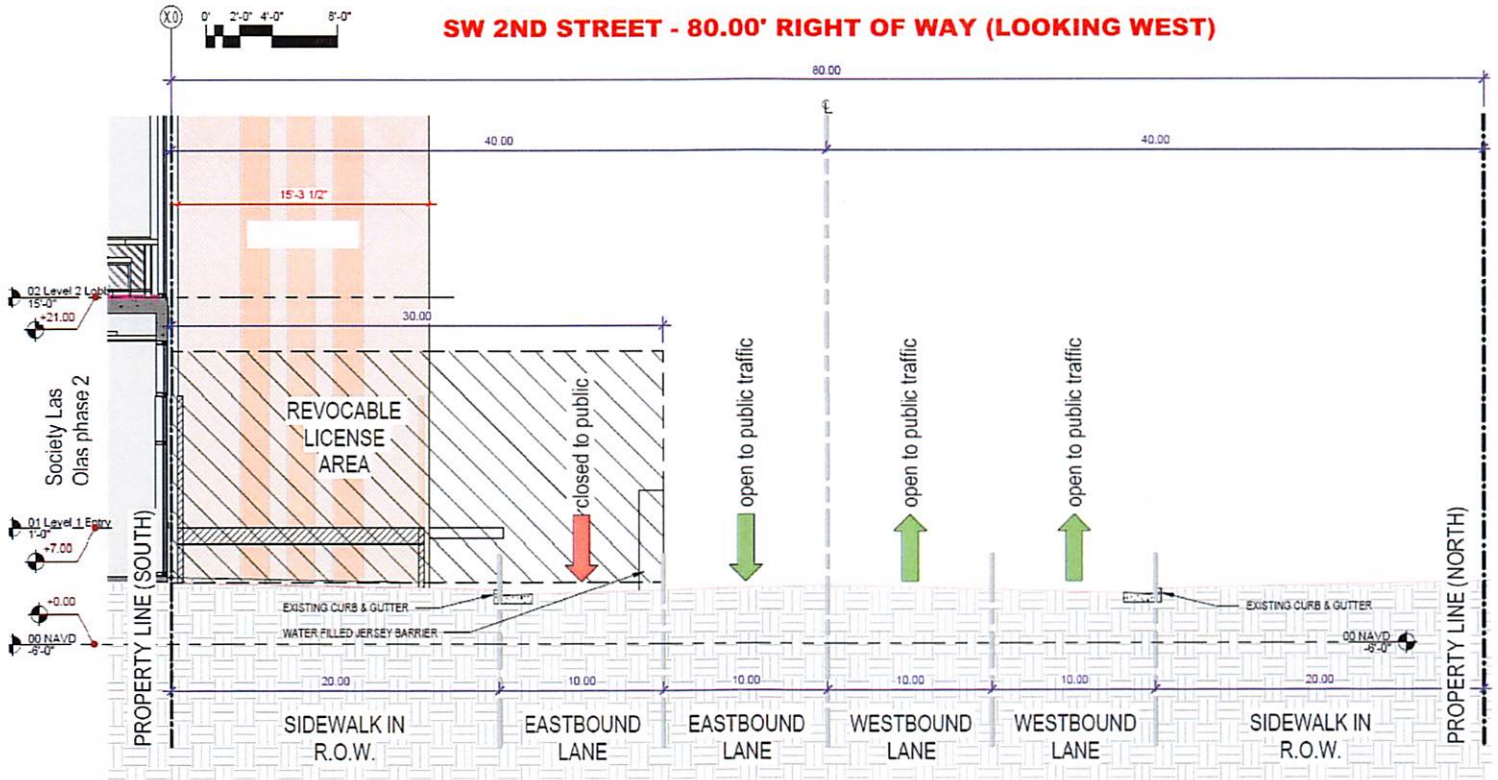 X.0
0' 2'-0" 4'-0" 8'-0"
SW 2ND STREET - 80.00' RIGHT OF WAY (LOOKING WEST)
80.00
℄
40.00
40.00
15'-3 1/2"
02 Level 2 Lobb
15'-0"
+21.00
30.00
Society Las
Olas phase 2
REVOCABLE
LICENSE
AREA
closed to public
open to public traffic
open to public traffic
open to public traffic
01 Level 1 Entry
1'-0"
+7.00
+0.00
00 NAVD
-6'-0"
PROPERTY LINE (SOUTH)
EXISTING CURB & GUTTER
WATER FILLED JERSEY BARRIER
EXISTING CURB & GUTTER
00 NAVD
-6'-0"
PROPERTY LINE (NORTH)
20.00
10.00
10.00
10.00
10.00
20.00
SIDEWALK IN
R.O.W.
EASTBOUND
LANE
EASTBOUND
LANE
WESTBOUND
LANE
WESTBOUND
LANE
SIDEWALK IN
R.O.W.